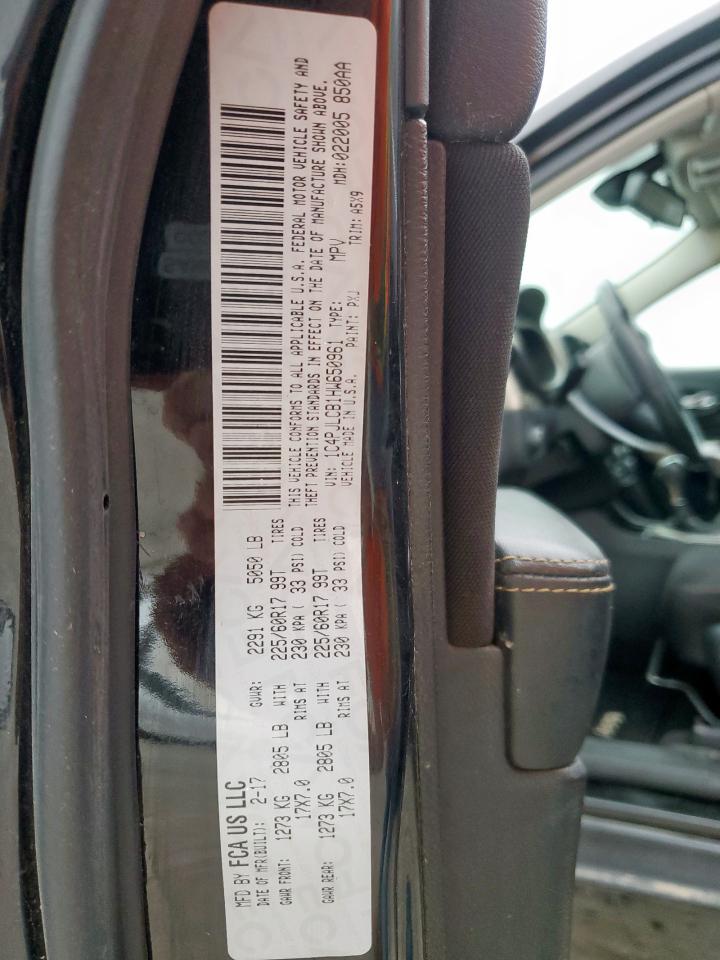 MFD BY FCA US LLC
DATE OF MFR(BUILT): 2-17 GVWR: 2291 KG 5050 LB
GAWR FRONT: 1273 KG 2805 LB WITH 225/60R17 99T TIRES
17X7.0 RIMS AT 230 KPA ( 33 PSI) COLD
GAWR REAR: 1273 KG 2805 LB WITH 225/60R17 99T TIRES
17X7.0 RIMS AT 230 KPA ( 33 PSI) COLD
THIS VEHICLE CONFORMS TO ALL APPLICABLE U.S.A. FEDERAL MOTOR VEHICLE SAFETY AND
THEFT PREVENTION STANDARDS IN EFFECT ON THE DATE OF MANUFACTURE SHOWN ABOVE.
VIN: 1C4PJLCB1HW650961 TYPE: MPV MDH:022005 850AA
VEHICLE MADE IN U.S.A. PAINT: PXJ TRIM: A5X9